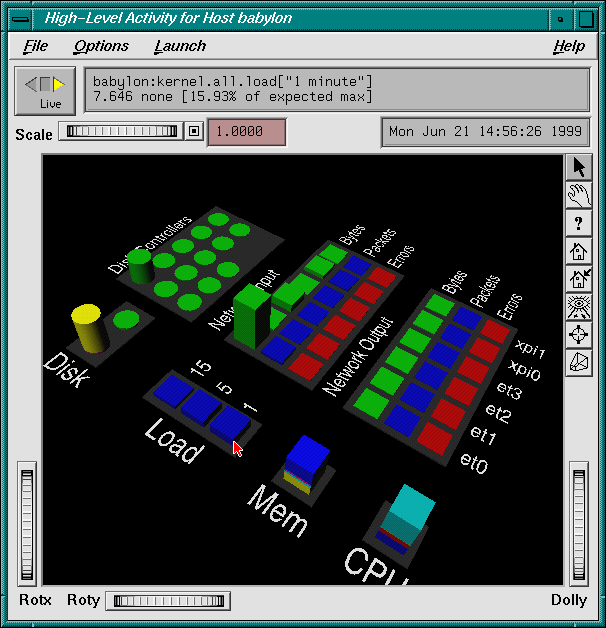 High-Level Activity for Host babylon
File Options Launch Help
babylon:kernel.all.load["1 minute"]
7.646 none [15.93% of expected max]
Live
Scale 1.0000 Mon Jun 21 14:56:26 1999
?
Disk Controllers
Bytes Packets Errors
Network Input
Bytes Packets Errors
Network Output
xpi1
xpi0
et3
et2
et1
et0
Disk
15 5 1
Load
Mem
CPU
Rotx Roty Dolly